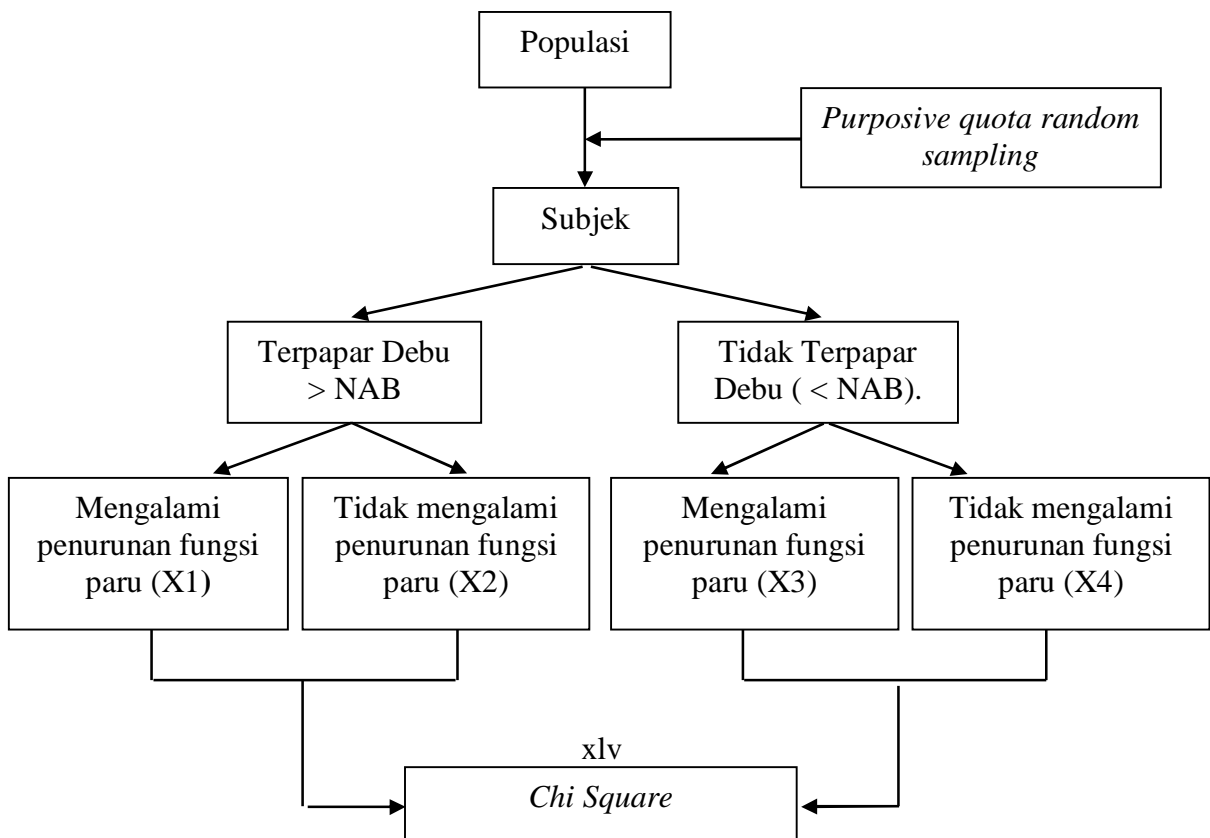 Populasi
Purposive quota random
sampling
Subjek
Terpapar Debu
> NAB
Tidak Terpapar
Debu ( < NAB).
Mengalami
penurunan fungsi
paru (X1)
Tidak mengalami
penurunan fungsi
paru (X2)
Mengalami
penurunan fungsi
paru (X3)
Tidak mengalami
penurunan fungsi
paru (X4)
xlv
Chi Square